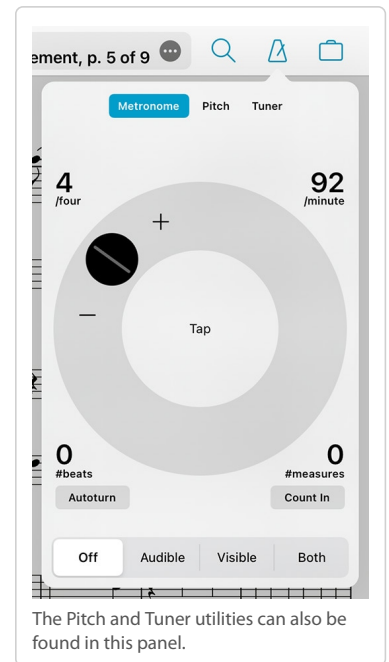 ement, p. 5 of 9
Metronome Pitch Tuner
4 92
/four /minute
+
−
Tap
0 0
#beats #measures
Autoturn Count In
Off Audible Visible Both
The Pitch and Tuner utilities can also be
found in this panel.